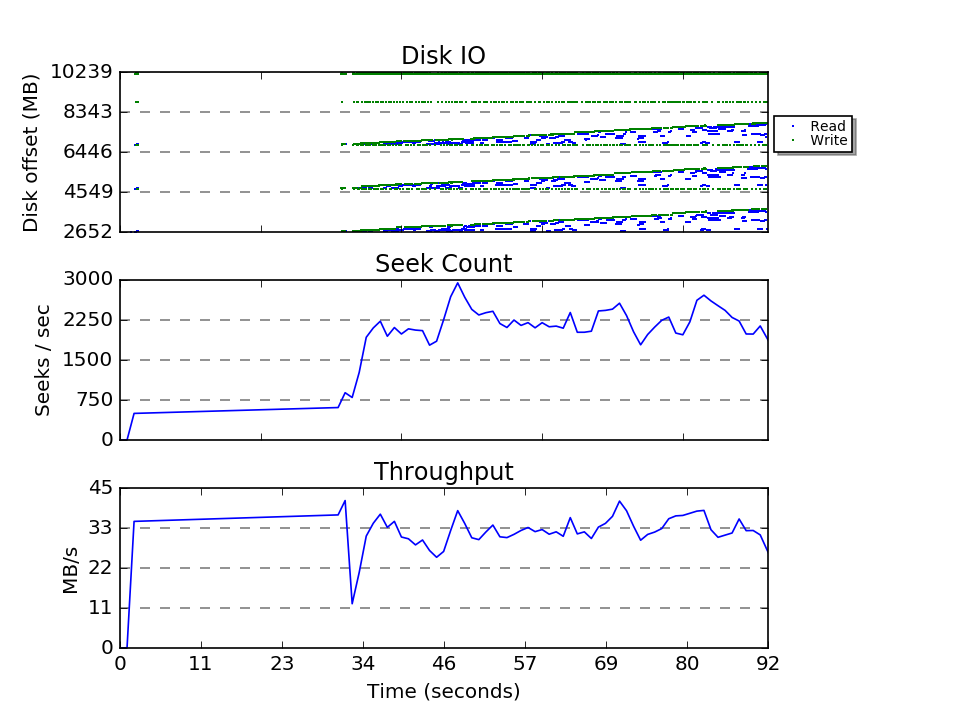 Disk IO
Disk offset (MB)
10239
8343
6446
4549
2652
Read
Write
Seek Count
Seeks / sec
3000
2250
1500
750
0
Throughput
MB/s
45
33
22
11
0
0 11 23 34 46 57 69 80 92
Time (seconds)